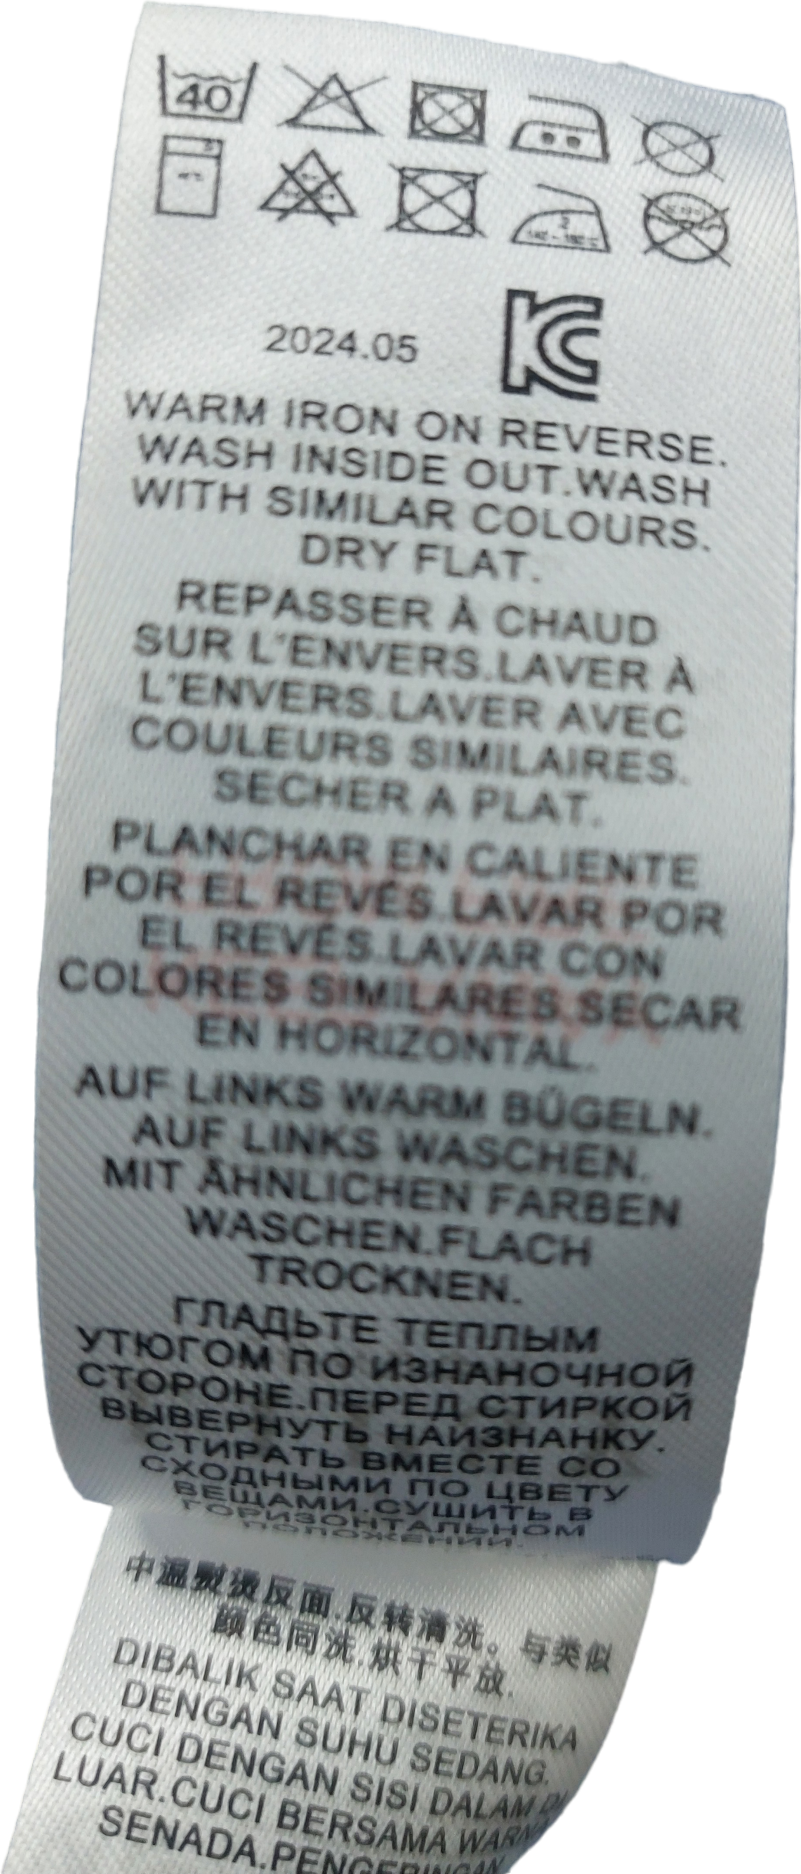 40
2024.05
WARM IRON ON REVERSE.
WASH INSIDE OUT.WASH
WITH SIMILAR COLOURS.
DRY FLAT.
REPASSER À CHAUD
SUR L'ENVERS.LAVER À
L'ENVERS.LAVER AVEC
COULEURS SIMILAIRES.
SECHER A PLAT.
PLANCHAR EN CALIENTE
POR EL REVÉS.LAVAR POR
EL REVÉS.LAVAR CON
COLORES SIMILARES.SECAR
EN HORIZONTAL.
AUF LINKS WARM BÜGELN.
AUF LINKS WASCHEN.
MIT ÄHNLICHEN FARBEN
WASCHEN.FLACH
TROCKNEN.
ГЛАДЬТЕ ТЕПЛЫМ
УТЮГОМ ПО ИЗНАНОЧНОЙ
СТОРОНЕ.ПЕРЕД СТИРКОЙ
ВЫВЕРНУТЬ НАИЗНАНКУ.
СТИРАТЬ ВМЕСТЕ СО
СХОДНЫМИ ПО ЦВЕТУ
ВЕЩАМИ.СУШИТЬ В
ГОРИЗОНТАЛЬНОМ
ПОЛОЖЕНИИ.
中温熨烫反面.反转清洗。与类似
颜色同洗.烘干平放.
DIBALIK SAAT DISETERIKA
DENGAN SUHU SEDANG.
CUCI DENGAN SISI DALAM DI
LUAR.CUCI BERSAMA WARNA
SENADA.PENGERINGAN